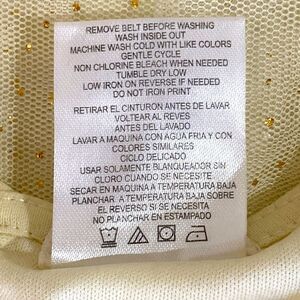 REMOVE BELT BEFORE WASHING
WASH INSIDE OUT
MACHINE WASH COLD WITH LIKE COLORS
GENTLE CYCLE
NON CHLORINE BLEACH WHEN NEEDED
TUMBLE DRY LOW
LOW IRON ON REVERSE IF NEEDED
DO NOT IRON PRINT
RETIRAR EL CINTURON ANTES DE LAVAR
VOLTEAR AL REVES
ANTES DEL LAVADO
LAVAR A MAQUINA CON AGUA FRIA Y CON
COLORES SIMILARES
CICLO DELICADO
USAR SOLAMENTE BLANQUEADOR SIN
CLORO CUANDO SE NECESITE
SECAR EN MAQUINA A TEMPERATURA BAJA
PLANCHAR A TEMPERATURA BAJA SOBRE
EL REVERSO SI SE NECESITA
NO PLANCHAR EN ESTAMPADO